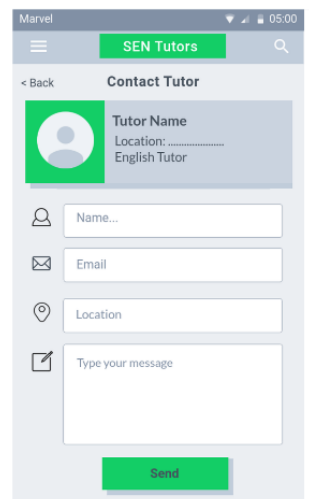 Marvel 05:00
SEN Tutors
< Back Contact Tutor
Tutor Name
Location: .....................
English Tutor
Name...
Email
Location
Type your message
Send